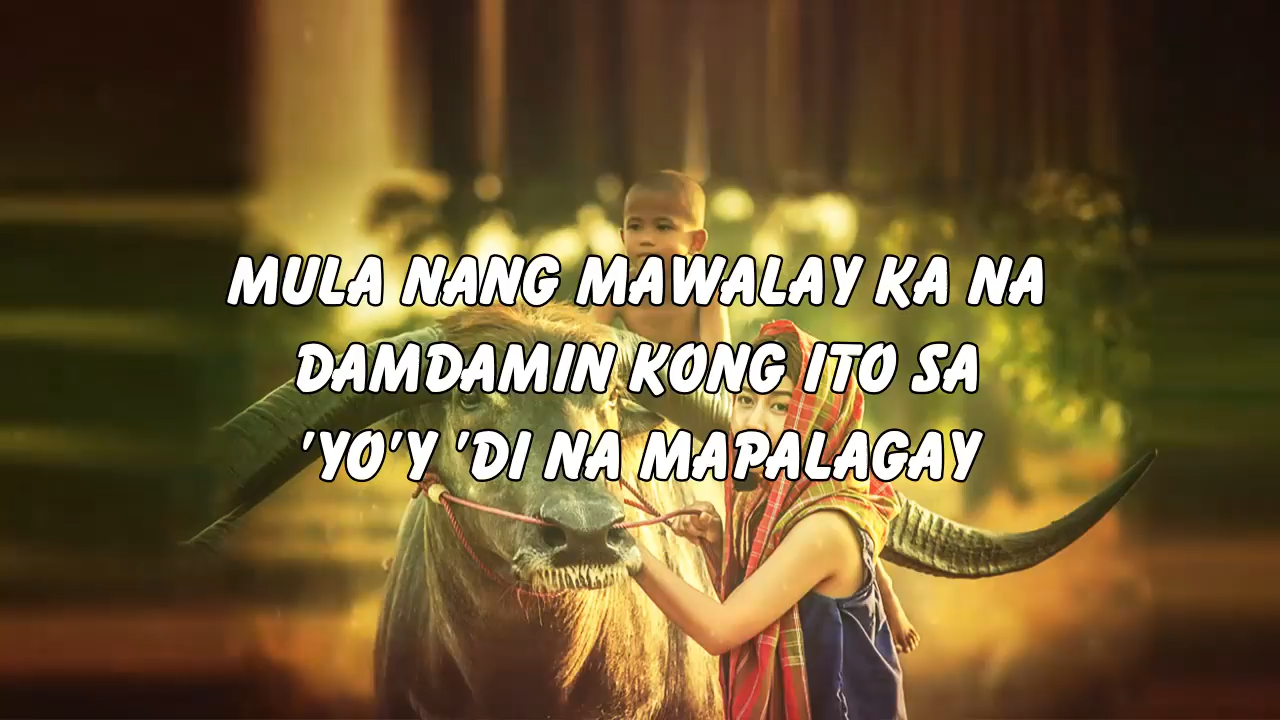 MULA NANG MAWALAY KA NA
DAMDAMIN KONG ITO SA
'YO'Y 'DI NA MAPALAGAY